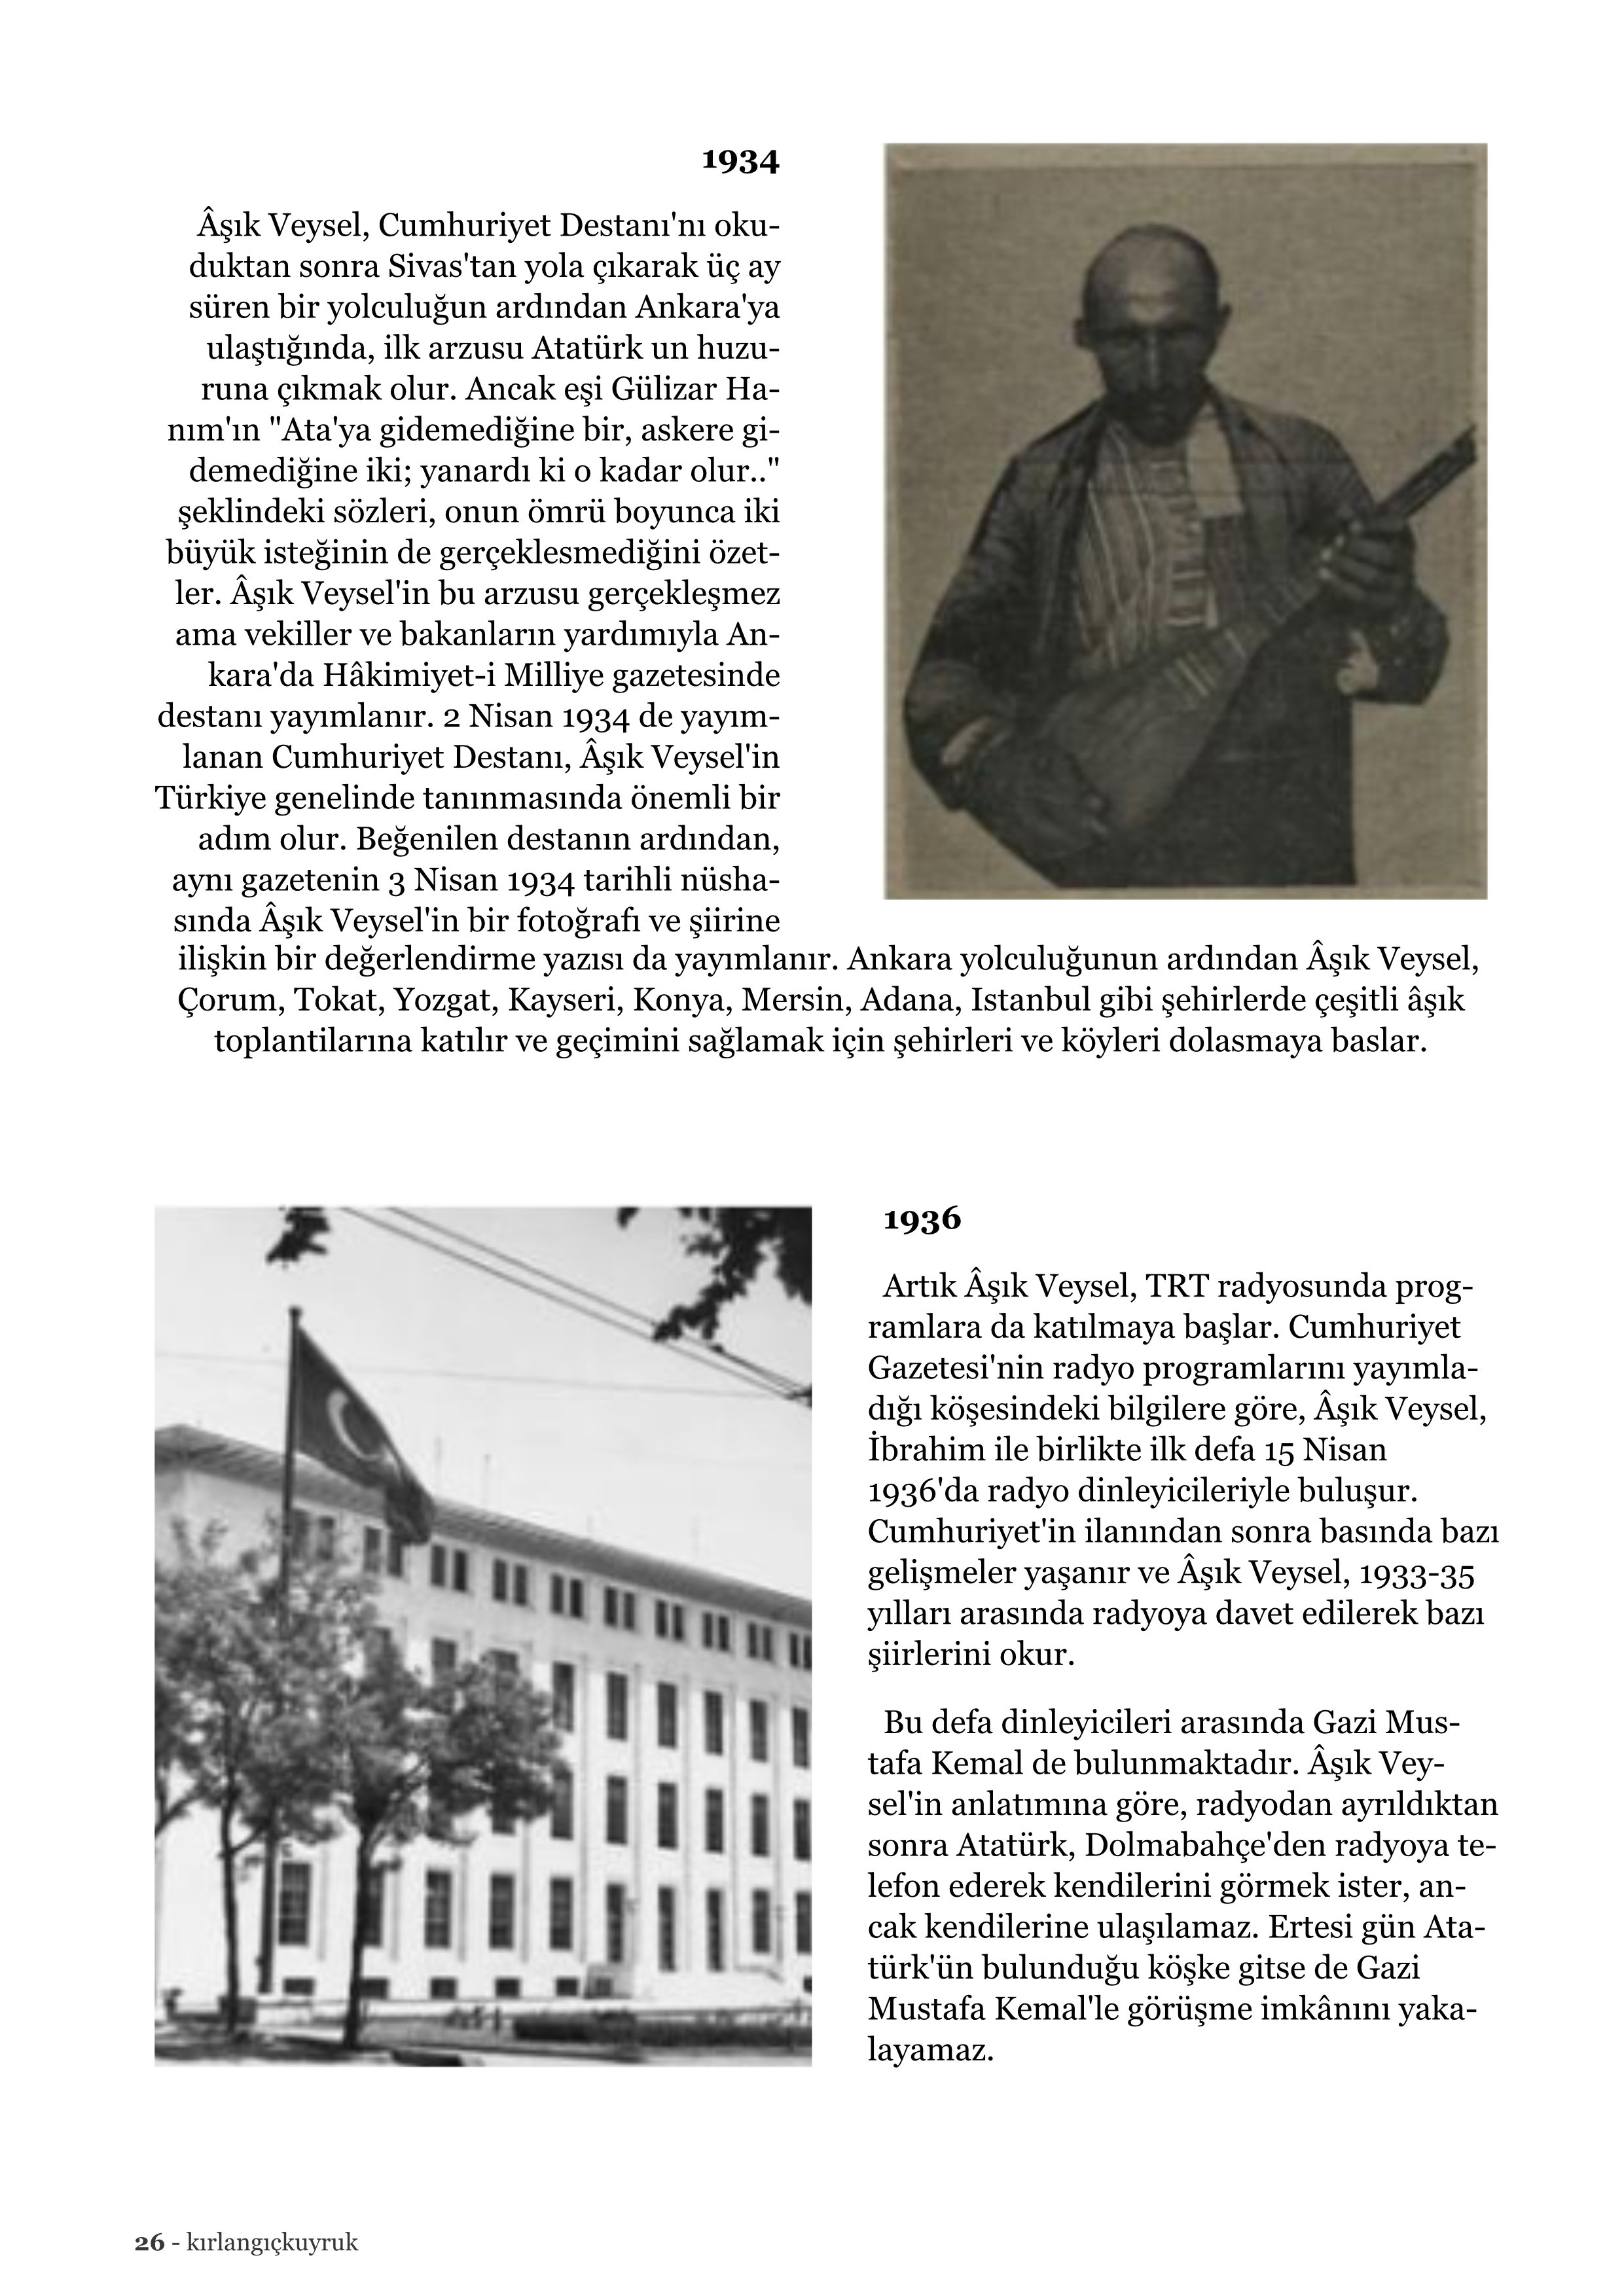 1934
Âşık Veysel, Cumhuriyet Destanı'nı oku-
duktan sonra Sivas'tan yola çıkarak üç ay
süren bir yolculuğun ardından Ankara'ya
ulaştığında, ilk arzusu Atatürk un huzu-
runa çıkmak olur. Ancak eşi Gülizar Ha-
nım'ın "Ata'ya gidemediğine bir, askere gi-
demediğine iki; yanardı ki o kadar olur.."
şeklindeki sözleri, onun ömrü boyunca iki
büyük isteğinin de gerçeklesmediğini özet-
ler. Âşık Veysel'in bu arzusu gerçekleşmez
ama vekiller ve bakanların yardımıyla An-
kara'da Hâkimiyet-i Milliye gazetesinde
destanı yayımlanır. 2 Nisan 1934 de yayım-
lanan Cumhuriyet Destanı, Âşık Veysel'in
Türkiye genelinde tanınmasında önemli bir
adım olur. Beğenilen destanın ardından,
aynı gazetenin 3 Nisan 1934 tarihli nüsha-
sında Âşık Veysel'in bir fotoğrafı ve şiirine
ilişkin bir değerlendirme yazısı da yayımlanır. Ankara yolculuğunun ardından Âşık Veysel,
Çorum, Tokat, Yozgat, Kayseri, Konya, Mersin, Adana, Istanbul gibi şehirlerde çeşitli âşık
toplantilarına katılır ve geçimini sağlamak için şehirleri ve köyleri dolasmaya baslar.
1936
Artık Âşık Veysel, TRT radyosunda prog-
ramlara da katılmaya başlar. Cumhuriyet
Gazetesi'nin radyo programlarını yayımla-
dığı köşesindeki bilgilere göre, Âşık Veysel,
İbrahim ile birlikte ilk defa 15 Nisan
1936'da radyo dinleyicileriyle buluşur.
Cumhuriyet'in ilanından sonra basında bazı
gelişmeler yaşanır ve Âşık Veysel, 1933-35
yılları arasında radyoya davet edilerek bazı
şiirlerini okur.
Bu defa dinleyicileri arasında Gazi Mus-
tafa Kemal de bulunmaktadır. Âşık Vey-
sel'in anlatımına göre, radyodan ayrıldıktan
sonra Atatürk, Dolmabahçe'den radyoya te-
lefon ederek kendilerini görmek ister, an-
cak kendilerine ulaşılamaz. Ertesi gün Ata-
türk'ün bulunduğu köşke gitse de Gazi
Mustafa Kemal'le görüşme imkânını yaka-
layamaz.
26 - kırlangıçkuyruk